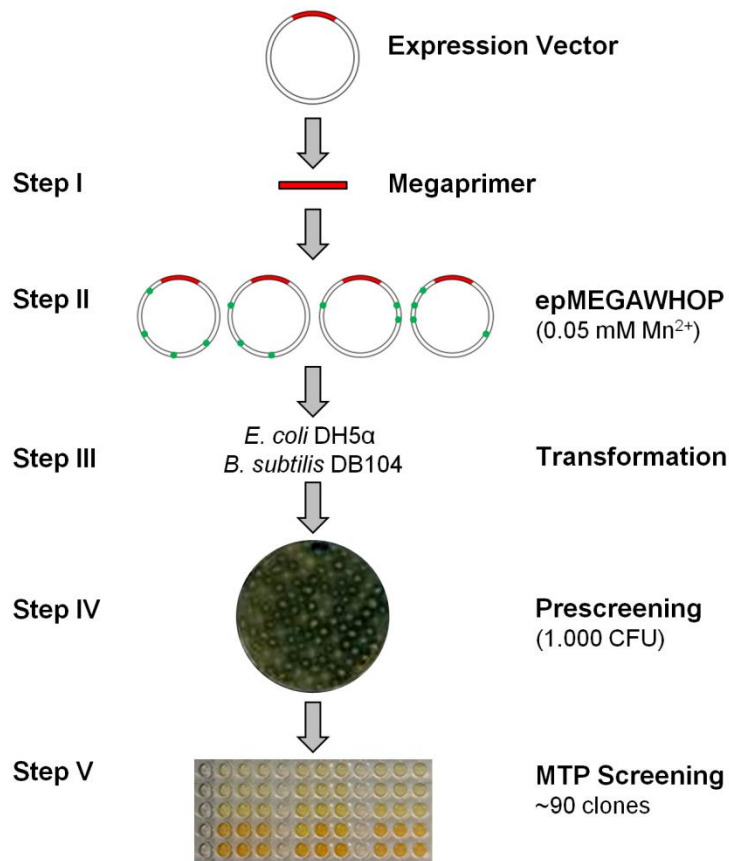 Expression Vector
Step I
Megaprimer
Step II
epMEGAWHOP
(0.05 mM Mn²⁺)
E. coli DH5α
B. subtilis DB104
Step III
Transformation
Step IV
Prescreening
(1.000 CFU)
Step V
MTP Screening
~90 clones